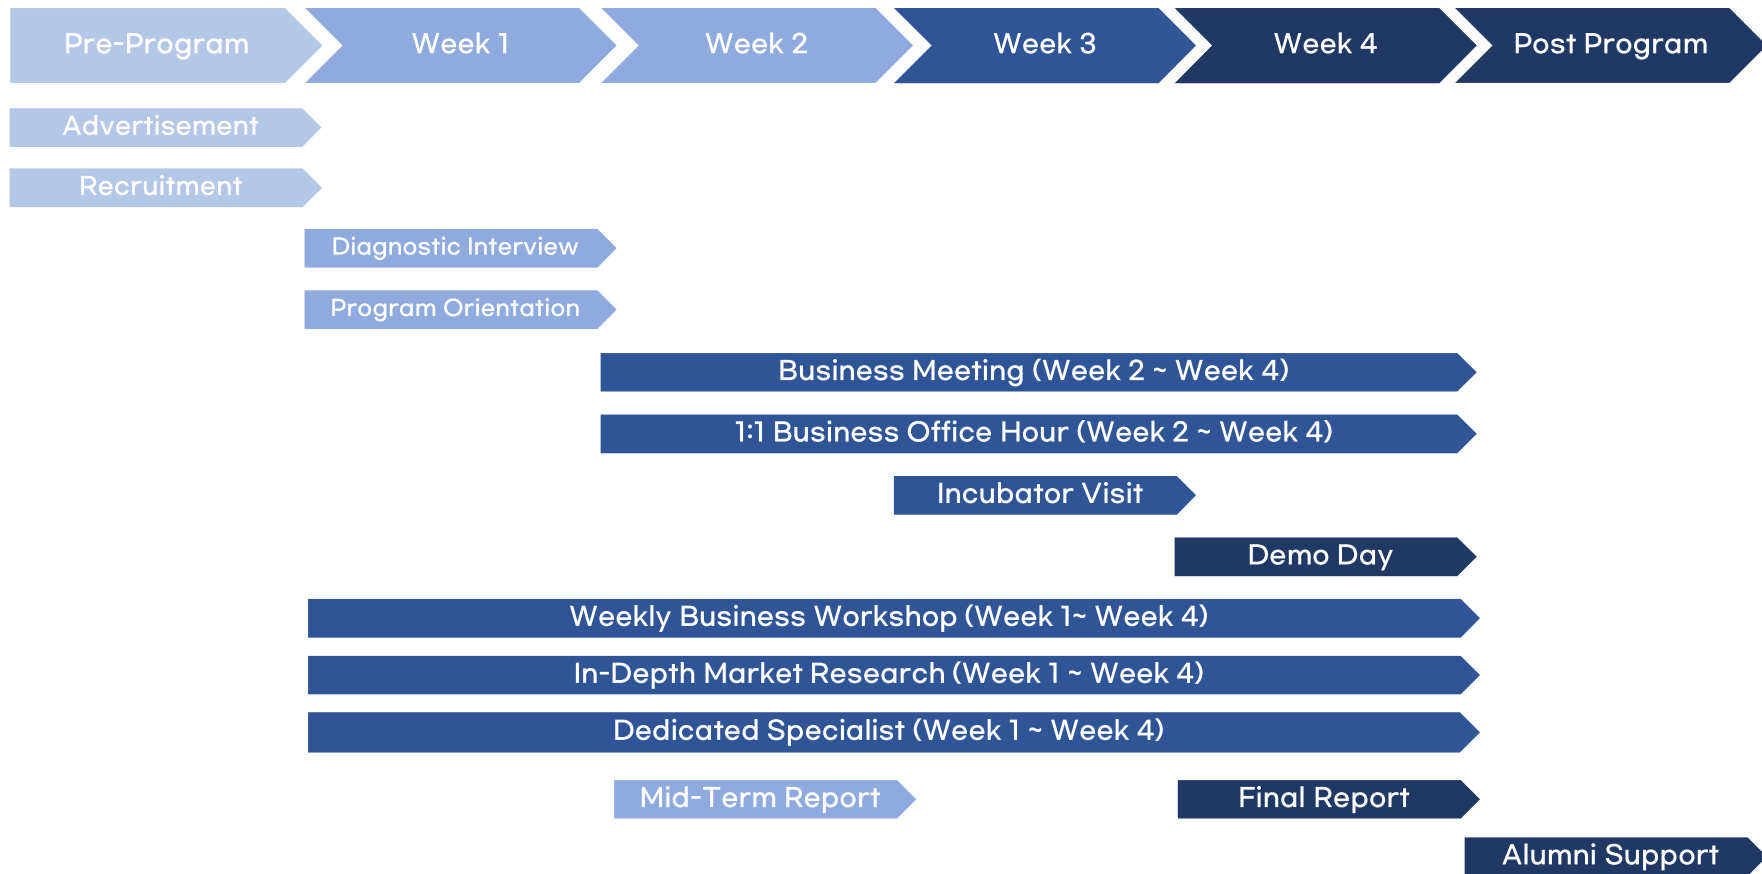 Pre-Program
Week 1
Week 2
Week 3
Week 4
Post Program
Advertisement
Recruitment
Diagnostic Interview
Program Orientation
Business Meeting (Week 2 ~ Week 4)
1:1 Business Office Hour (Week 2 ~ Week 4)
Incubator Visit
Demo Day
Weekly Business Workshop (Week 1~ Week 4)
In-Depth Market Research (Week 1 ~ Week 4)
Dedicated Specialist (Week 1 ~ Week 4)
Mid-Term Report
Final Report
Alumni Support